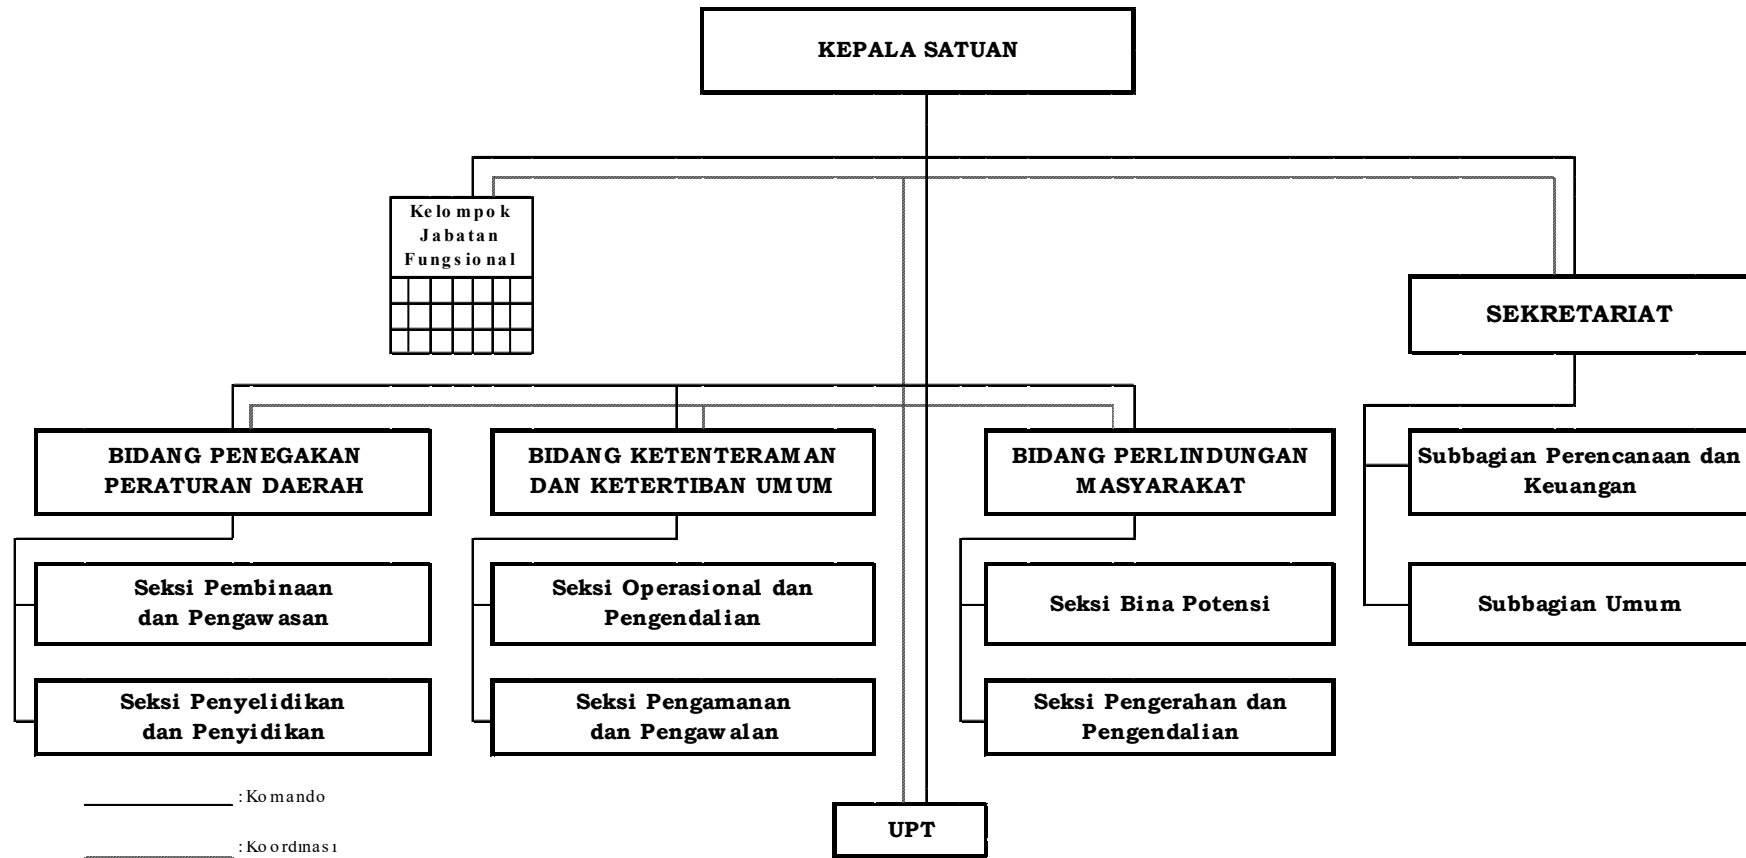 KEPALA SATUAN
Kelompok
Jabatan
Fungsional
SEKRETARIAT
BIDANG PENEGAKAN
PERATURAN DAERAH
BIDANG KETENTERAMAN
DAN KETERTIBAN UMUM
BIDANG PERLINDUNGAN
MASYARAKAT
Subbagian Perencanaan dan
Keuangan
Seksi Pembinaan
dan Pengawasan
Seksi Operasional dan
Pengendalian
Seksi Bina Potensi
Subbagian Umum
Seksi Penyelidikan
dan Penyidikan
Seksi Pengamanan
dan Pengawalan
Seksi Pengerahan dan
Pengendalian
: Komando
UPT
: Koordinasi